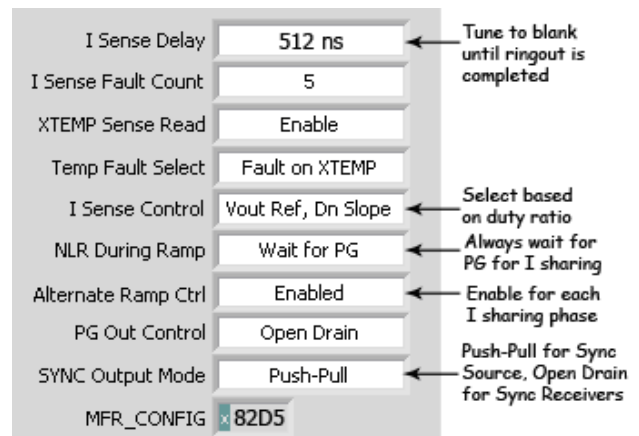 I Sense Delay 512 ns Tune to blank
until ringout is
completed
I Sense Fault Count 5
XTEMP Sense Read Enable
Temp Fault Select Fault on XTEMP
I Sense Control Vout Ref, Dn Slope Select based
on duty ratio
NLR During Ramp Wait for PG Always wait for
PG for I sharing
Alternate Ramp Ctrl Enabled Enable for each
I sharing phase
PG Out Control Open Drain
SYNC Output Mode Push-Pull Push-Pull for Sync
Source, Open Drain
for Sync Receivers
MFR_CONFIG x 82D5